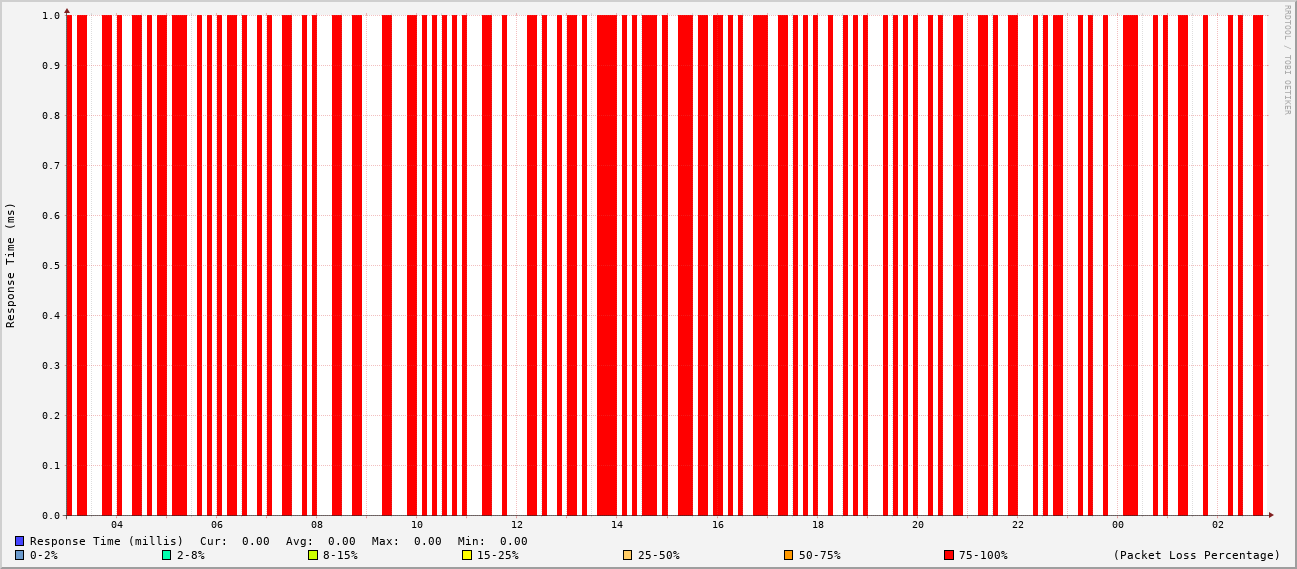 RRDTOOL / TOBI OETIKER
Response Time (ms)
1.0
0.9
0.8
0.7
0.6
0.5
0.4
0.3
0.2
0.1
0.0
04 06 08 10 12 14 16 18 20 22 00 02
Response Time (millis) Cur: 0.00 Avg: 0.00 Max: 0.00 Min: 0.00
0-2% 2-8% 8-15% 15-25% 25-50% 50-75% 75-100% (Packet Loss Percentage)